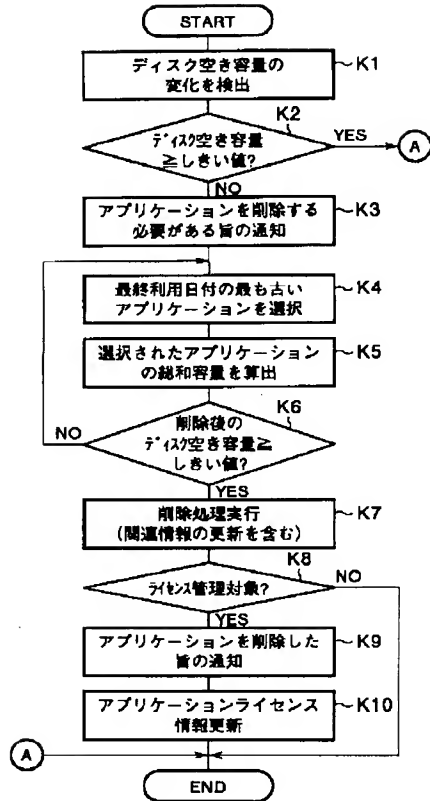 START
ディスク空き容量の
変化を検出
K1
K2
ディスク空き容量
≧しきい値?
YES
A
NO
アプリケーションを削除する
必要がある旨の通知
K3
最終利用日付の最も古い
アプリケーションを選択
K4
選択されたアプリケーション
の総和容量を算出
K5
K6
削除後の
ディスク空き容量≧
しきい値?
NO
YES
削除処理実行
(関連情報の更新を含む)
K7
K8
ライセンス管理対象?
NO
YES
アプリケーションを削除した
旨の通知
K9
アプリケーションライセンス
情報更新
K10
A
END